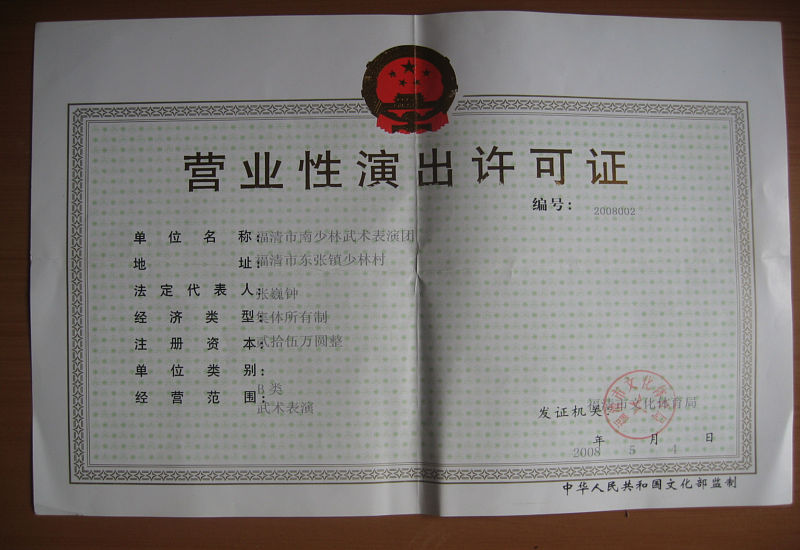 营业性演出许可证
编号: 2008002
单位名称: 福清市南少林武术表演团
地址: 福清市东张镇少林村
法定代表人: 张巍钟
经济类型: 集体所有制
注册资本: 贰拾伍万圆整
单位类别: B类
经营范围: 武术表演
发证机关: 福清市文化体育局
2008年5月1日
中华人民共和国文化部监制